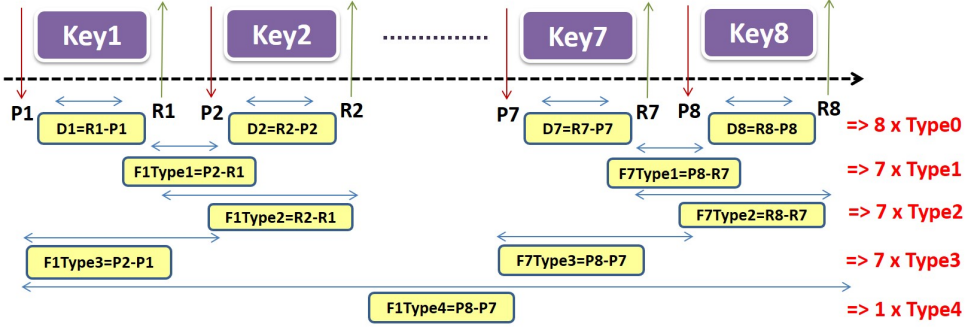 Key1 Key2 Key7 Key8
P1 R1 P2 R2 P7 R7 P8 R8
D1=R1-P1 D2=R2-P2 D7=R7-P7 D8=R8-P8 => 8 x Type0
F1Type1=P2-R1 F7Type1=P8-R7 => 7 x Type1
F1Type2=R2-R1 F7Type2=R8-R7 => 7 x Type2
F1Type3=P2-P1 F7Type3=P8-P7 => 7 x Type3
F1Type4=P8-P7 => 1 x Type4